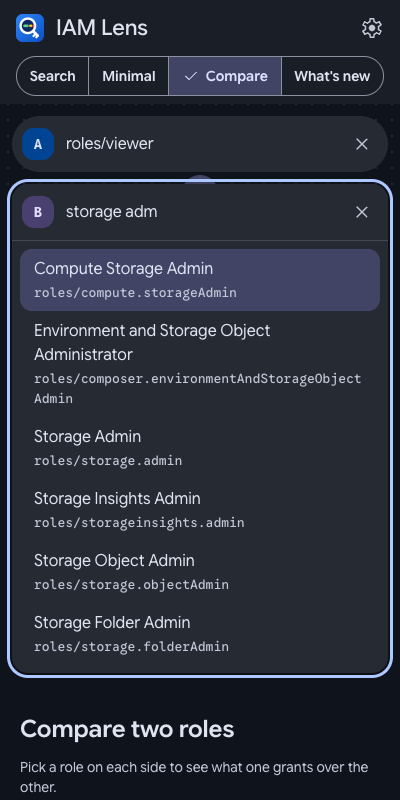 IAM Lens
Search
Minimal
Compare
What's new
A
roles/viewer
B
storage adm
Compute Storage Admin
roles/compute.storageAdmin
Environment and Storage Object
Administrator
roles/composer.environmentAndStorageObject
Admin
Storage Admin
roles/storage.admin
Storage Insights Admin
roles/storageinsights.admin
Storage Object Admin
roles/storage.objectAdmin
Storage Folder Admin
roles/storage.folderAdmin
Compare two roles
Pick a role on each side to see what one grants over the
other.